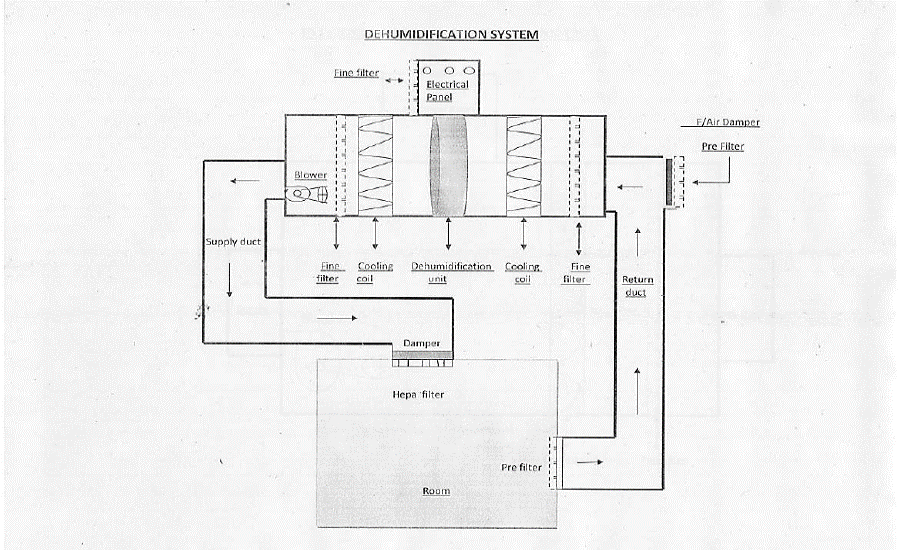 DEHUMIDIFICATION SYSTEM
Fine filter
Electrical
Panel
F/Air Damper
Pre Filter
Blower
Supply duct
Fine
filter
Cooling
coil
Dehumidification
unit
Cooling
coil
Fine
filter
Return
duct
Damper
Hepa filter
Pre filter
Room